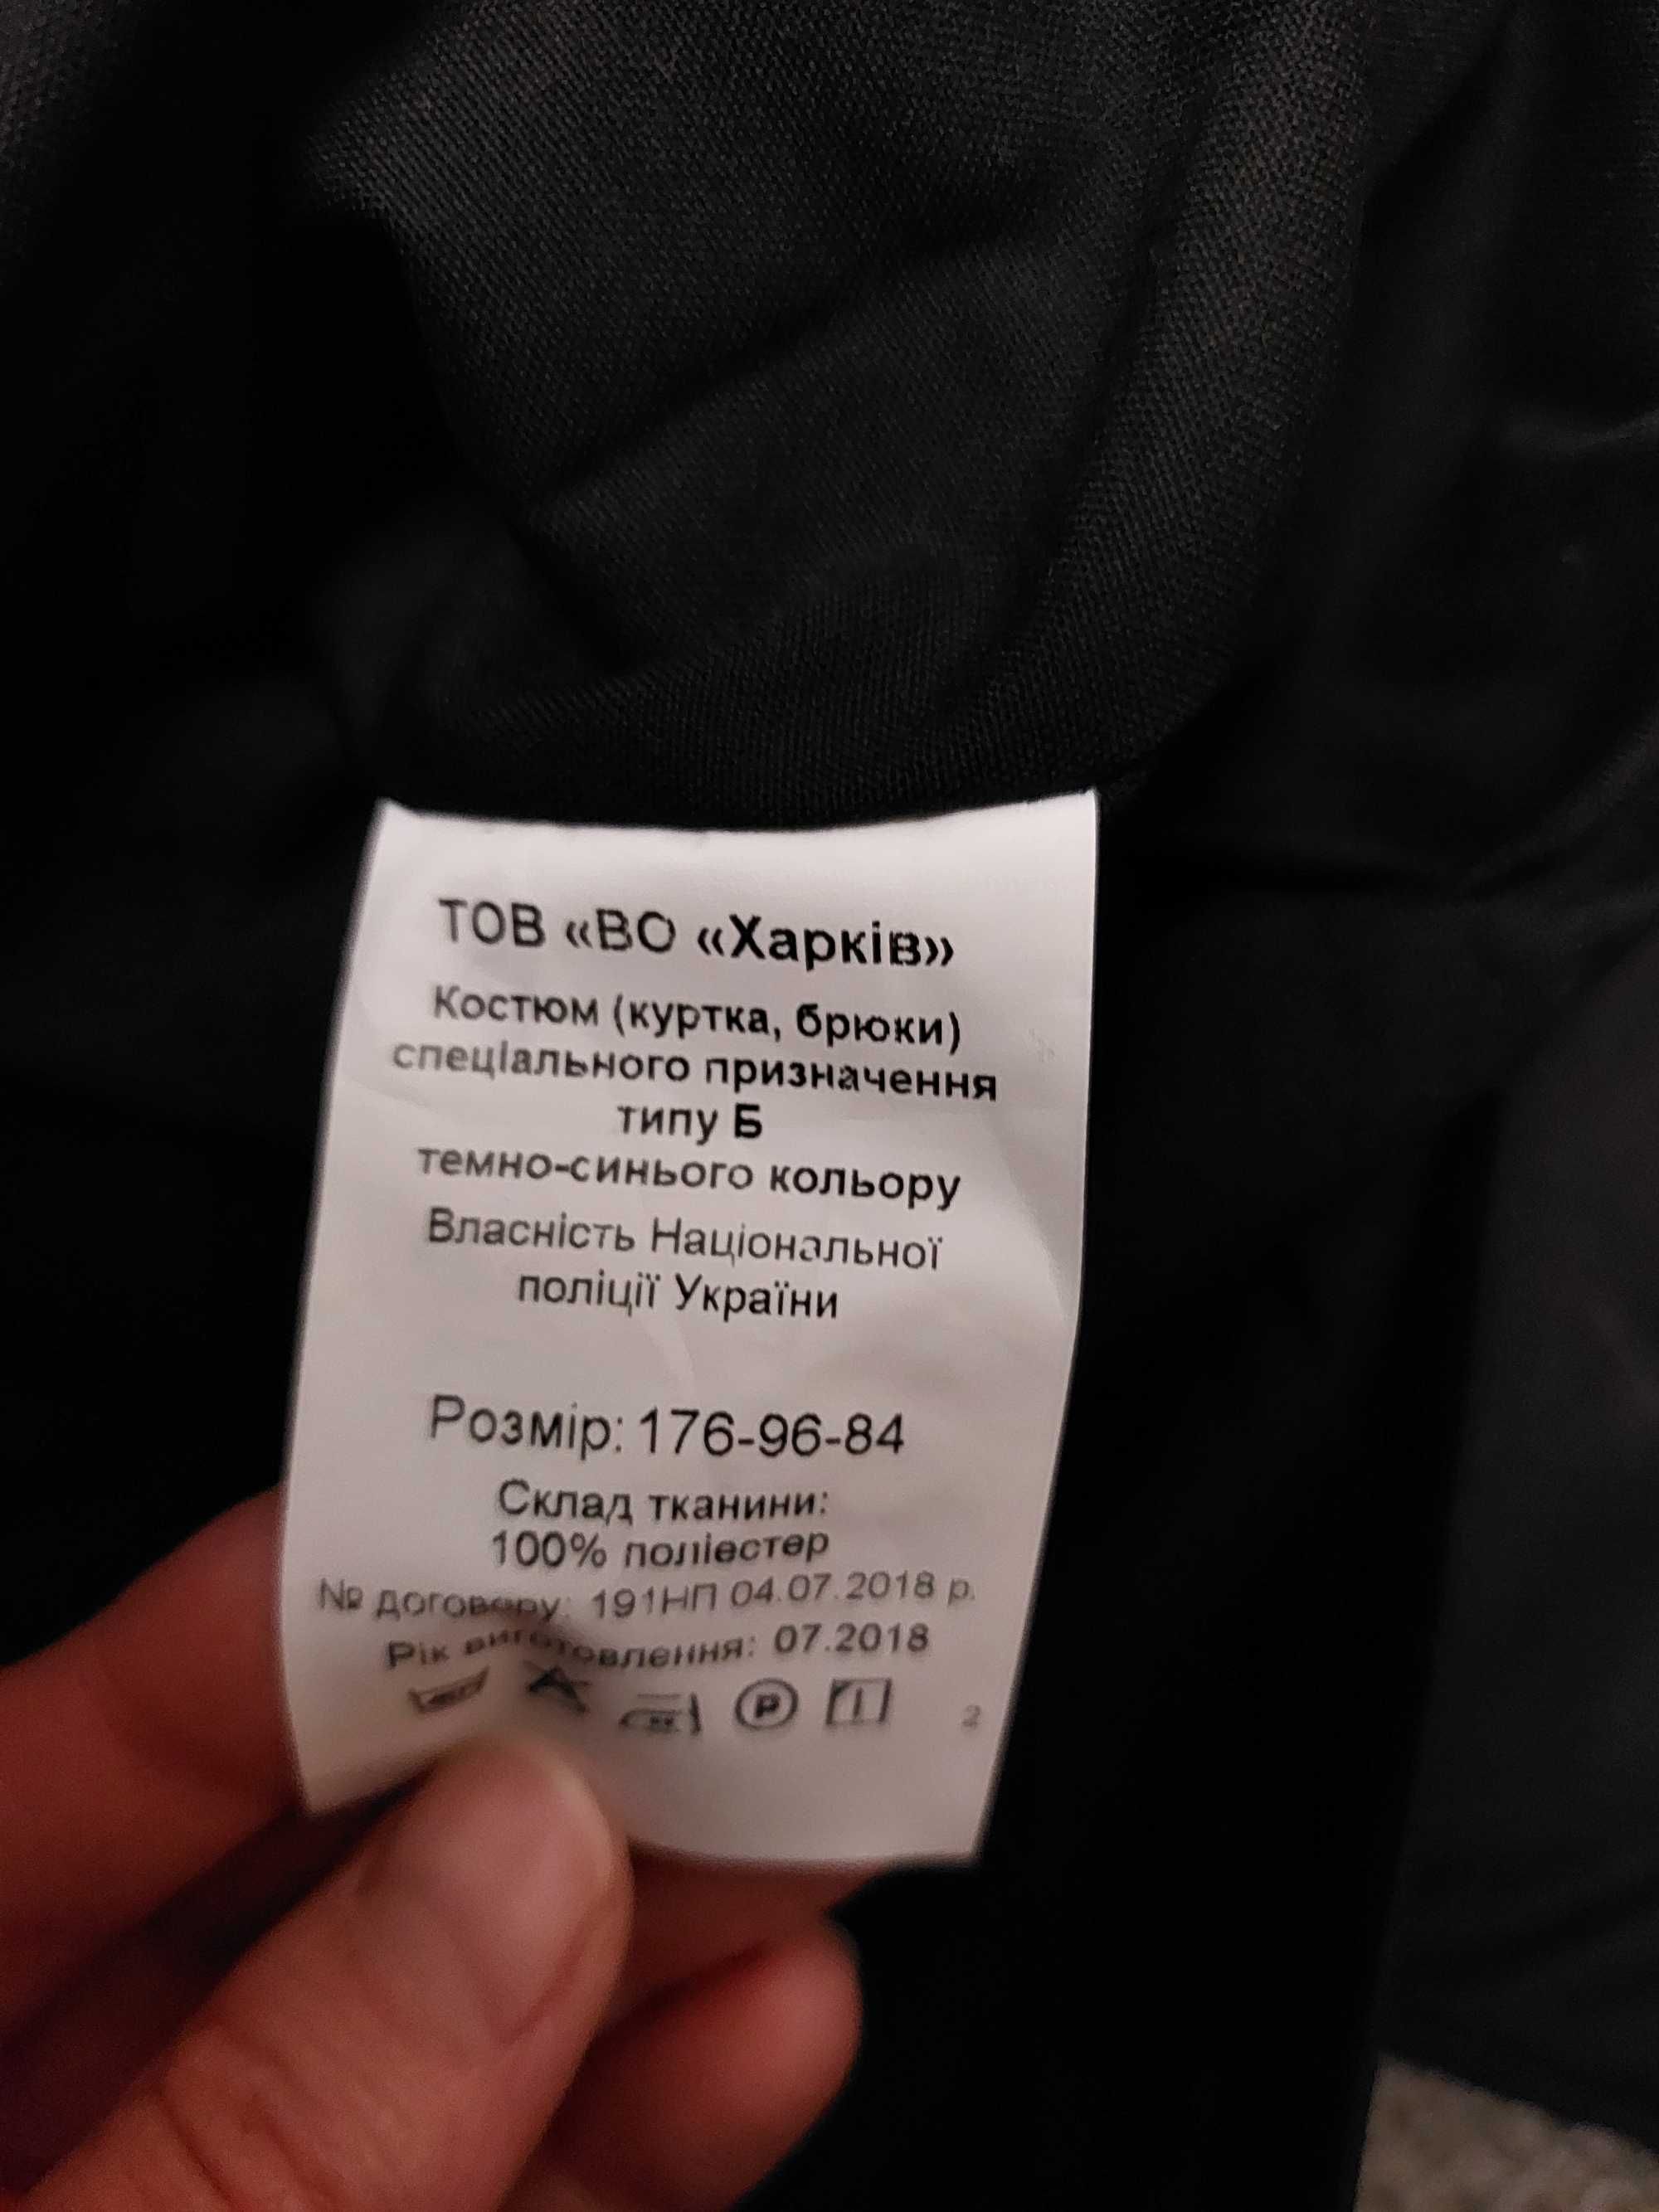 ТОВ «ВО «Харків»
Костюм (куртка, брюки)
спеціального призначення
типу Б
темно-синього кольору
Власність Національної
поліції України
Розмір: 176-96-84
Склад тканини:
100% поліестер
№ договору: 191НП 04.07.2018 р.
Рік виготовлення: 07.2018
P
2